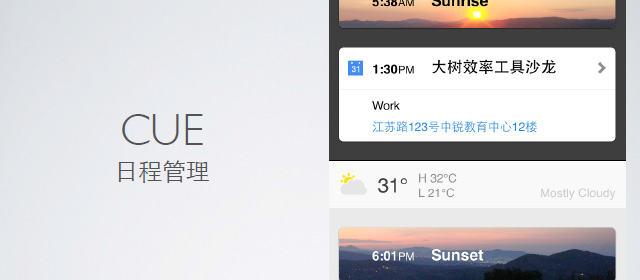 CUE
日程管理
5:38AM Sunrise
31
1:30PM 大树效率工具沙龙
Work
江苏路123号中锐教育中心12楼
31° H 32°C
L 21°C
Mostly Cloudy
6:01PM Sunset